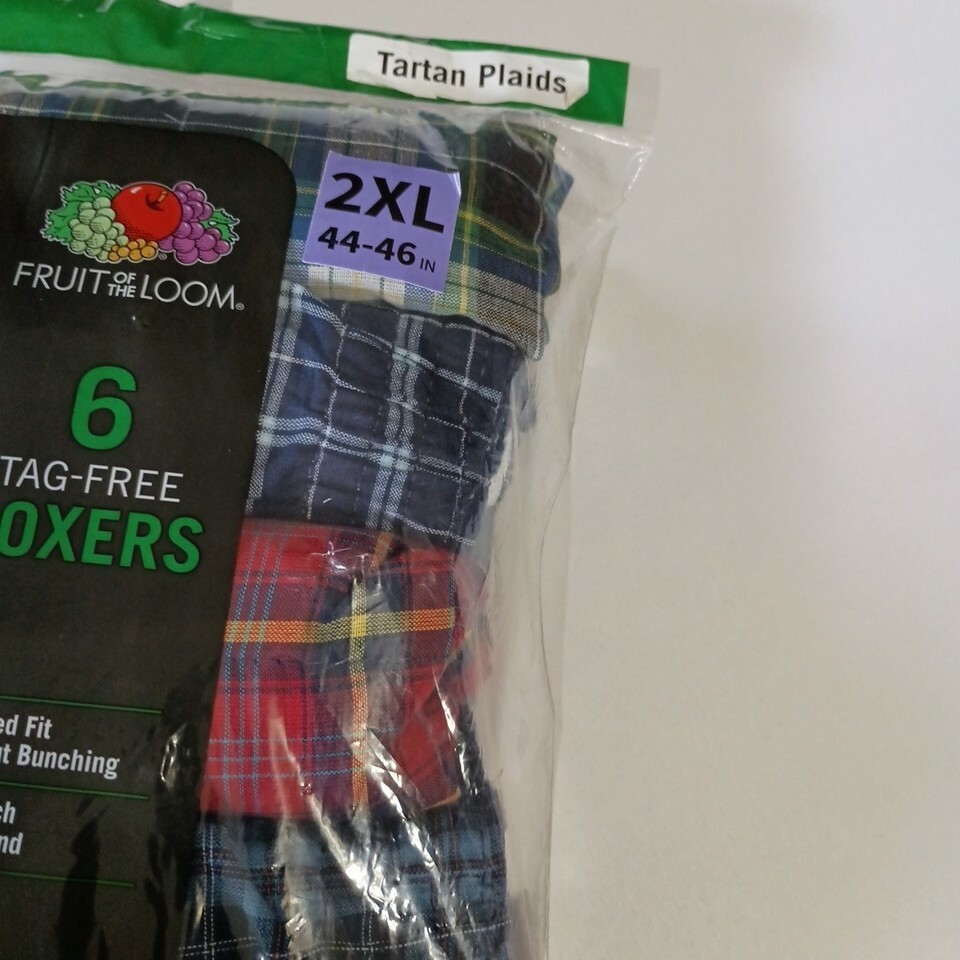 Tartan Plaids
2XL
44-46 IN
FRUIT OF THE LOOM®
6
TAG-FREE
OXERS
ed Fit
ut Bunching
ch
nd